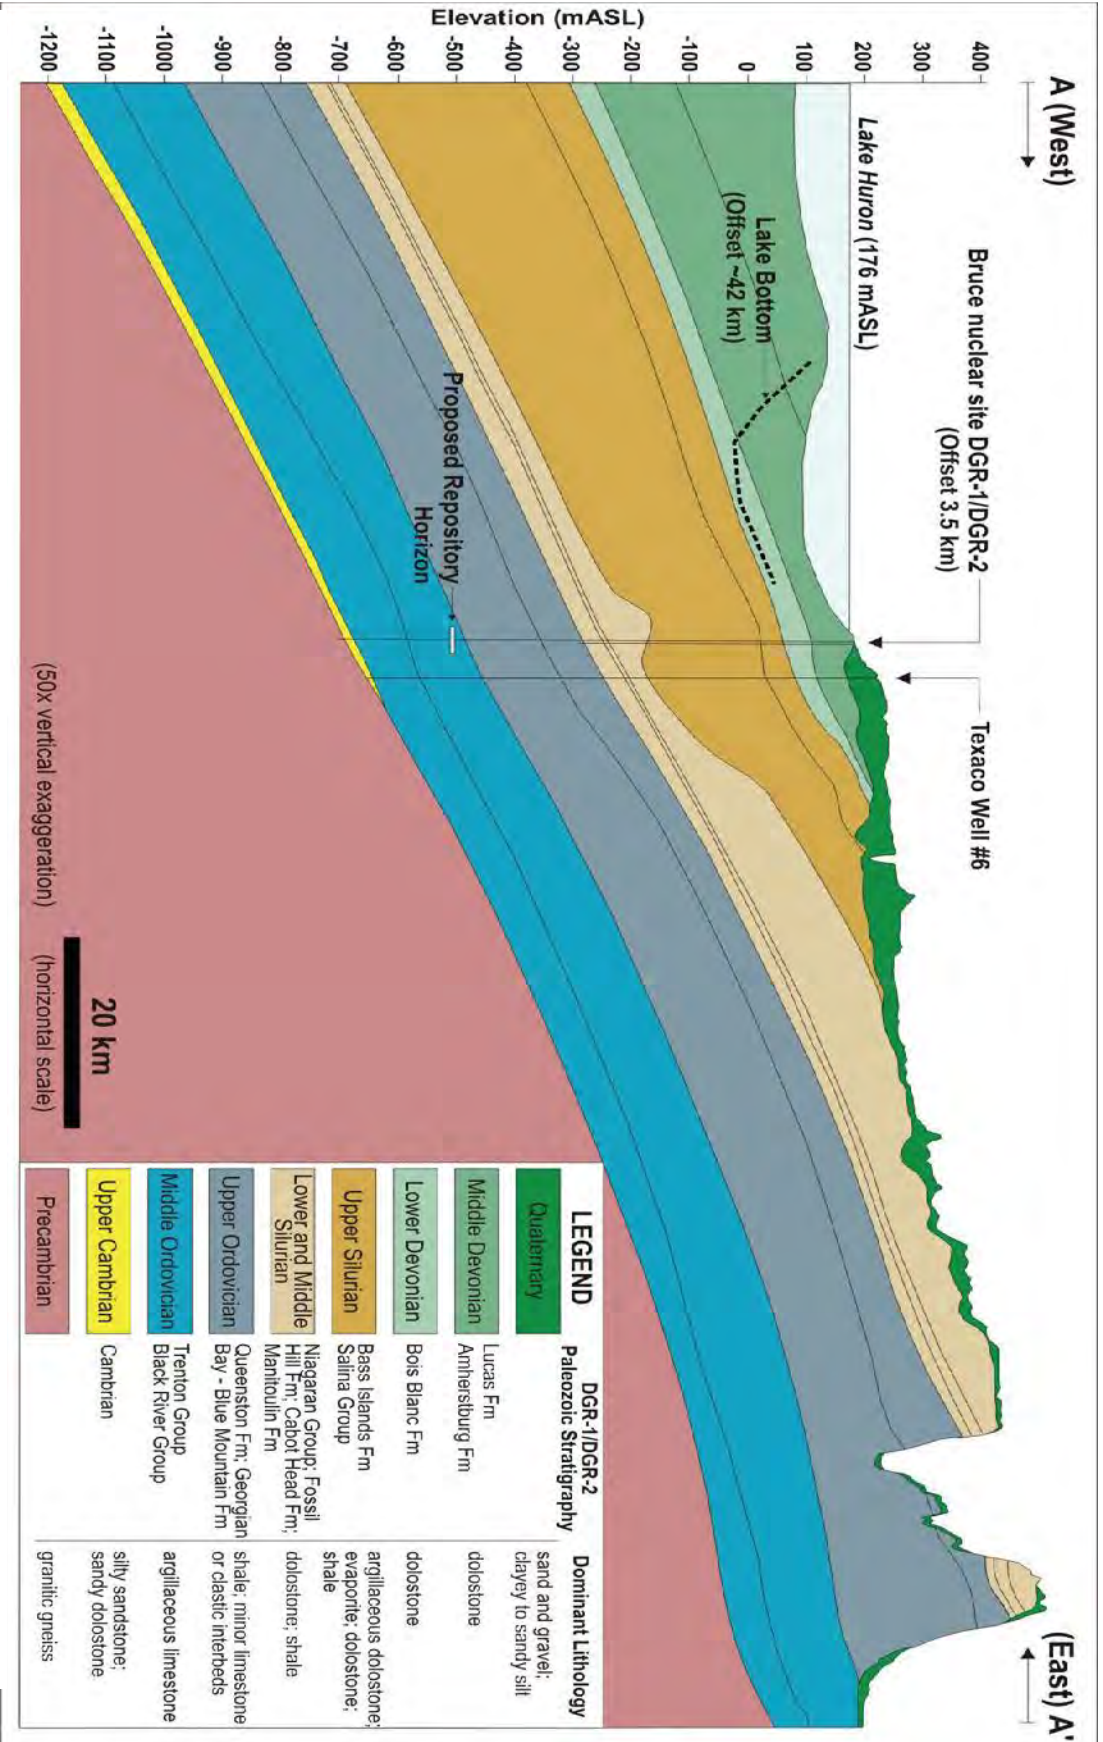 A (West)
(East) A'
Bruce nuclear site DGR-1/DGR-2
(Offset 3.5 km)
Texaco Well #6
Lake Huron (176 mASL)
Lake Bottom
(Offset ~42 km)
Proposed Repository
Horizon
Elevation (mASL)
400
300
200
100
0
-100
-200
-300
-400
-500
-600
-700
-800
-900
-1000
-1100
-1200
20 km
(50x vertical exaggeration)
(horizontal scale)
LEGEND
DGR-1/DGR-2
Paleozoic Stratigraphy
Dominant Lithology
Quaternary
sand and gravel;
clayey to sandy silt
Middle Devonian
Lucas Fm
Amherstburg Fm
dolostone
Lower Devonian
Bois Blanc Fm
dolostone
Upper Silurian
Bass Islands Fm
Salina Group
argillaceous dolostone;
evaporite; dolostone;
shale
Lower and Middle
Silurian
Niagaran Group; Fossil
Hill Fm; Cabot Head Fm;
Manitoulin Fm
dolostone; shale
Upper Ordovician
Queenston Fm; Georgian
Bay - Blue Mountain Fm
shale; minor limestone
or clastic interbeds
Middle Ordovician
Trenton Group
Black River Group
argillaceous limestone
Upper Cambrian
Cambrian
silty sandstone;
sandy dolostone
Precambrian
granitic gneiss